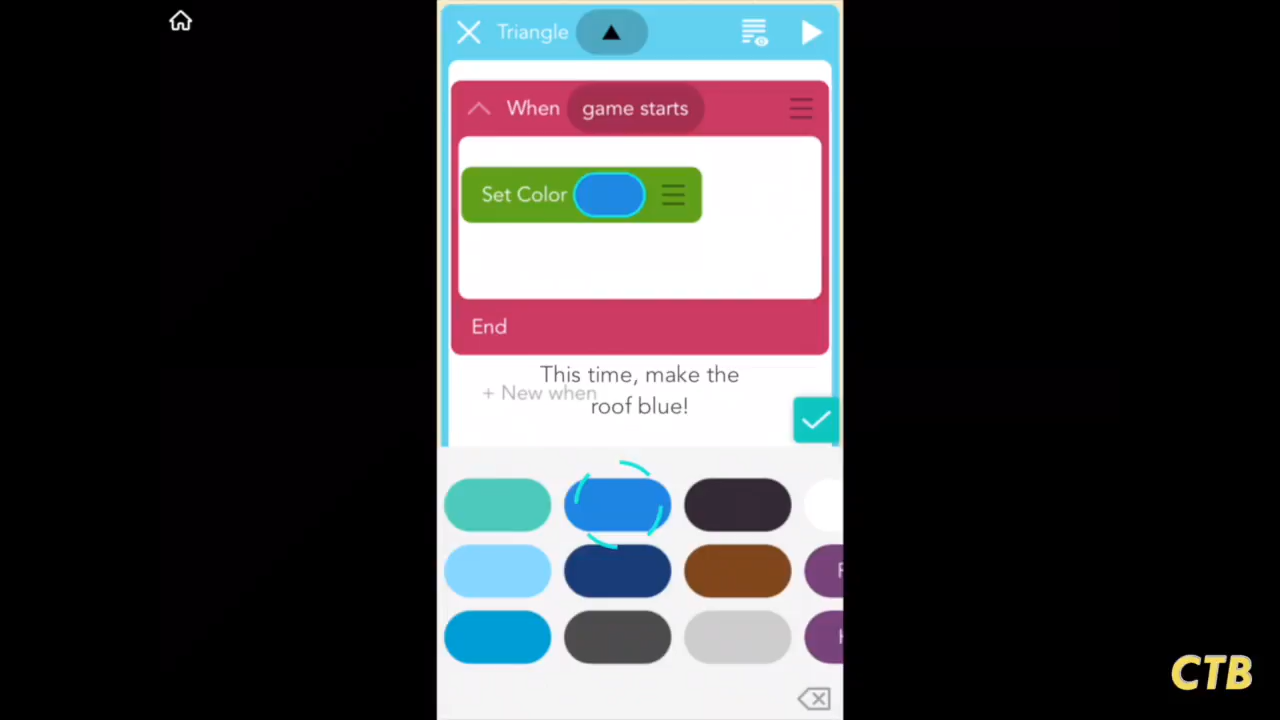 Triangle
When game starts
Set Color
End
This time, make the
+ New when
roof blue!
CTB